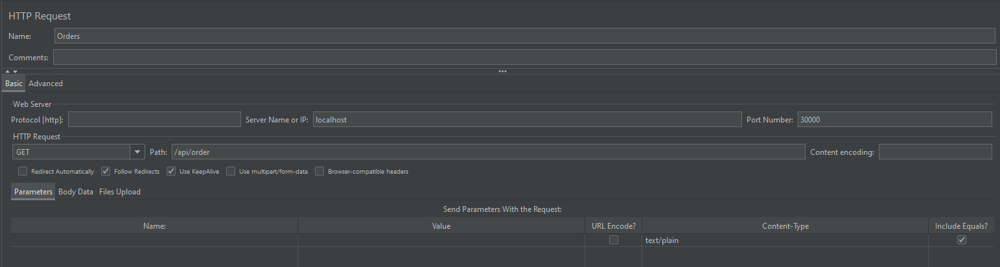 HTTP Request
Name: Orders
Comments:
Basic Advanced
Web Server
Protocol [http]: Server Name or IP: localhost Port Number: 30000
HTTP Request
GET Path: /api/order Content encoding:
Redirect Automatically Follow Redirects Use KeepAlive Use multipart/form-data Browser-compatible headers
Parameters Body Data Files Upload
Send Parameters With the Request:
Name: Value URL Encode? Content-Type Include Equals?
text/plain